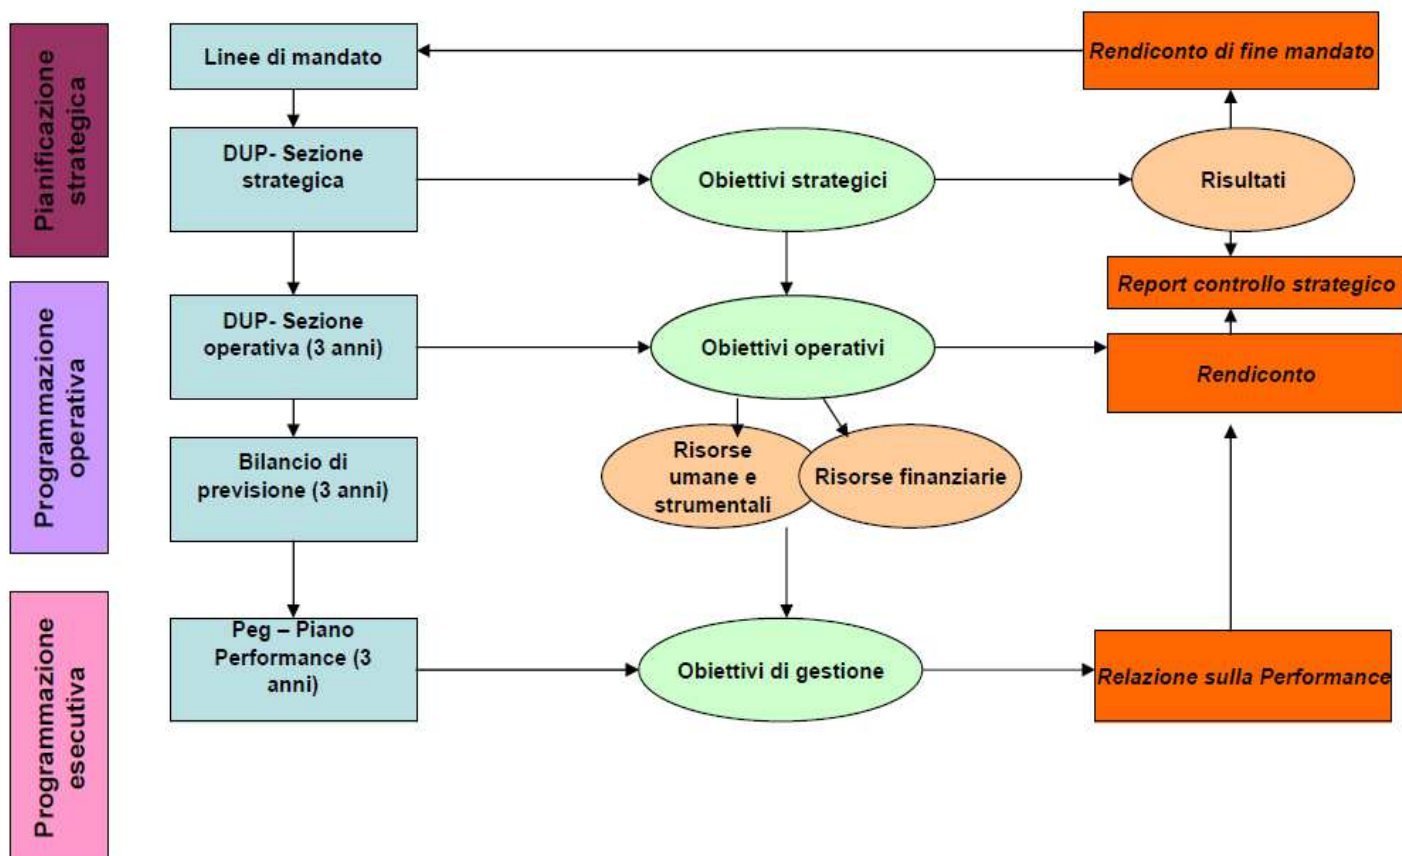 Pianificazione
strategica
Linee di mandato
Rendiconto di fine mandato
DUP- Sezione
strategica
Obiettivi strategici
Risultati
Report controllo strategico
Programmazione
operativa
DUP- Sezione
operativa (3 anni)
Obiettivi operativi
Rendiconto
Bilancio di
previsione (3 anni)
Risorse
umane e
strumentali
Risorse finanziarie
Programmazione
esecutiva
Peg – Piano
Performance (3
anni)
Obiettivi di gestione
Relazione sulla Performance